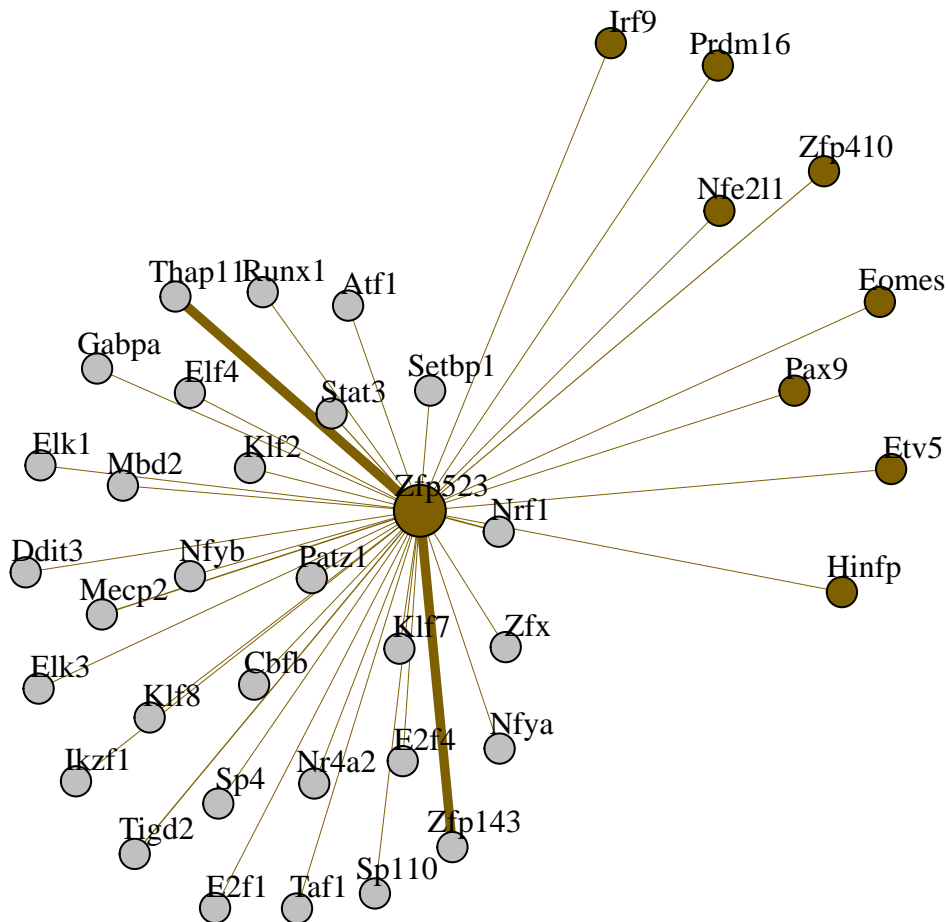 Irf9
Prdm16
Zfp410
Nfe2l1
Thap11
Runx1
Atf1
Eomes
Gabpa
Elf4
Stat3
Setbp1
Pax9
Elk1
Mbd2
Klf2
Zfp523
Etv5
Nrf1
Ddit3
Nfyb
Patz1
Mecp2
Hinfp
Klf7
Zfx
Elk3
Cbfb
Klf8
Nfya
Ikzf1
Sp4
Nr4a2
E2f4
Tigd2
Zfp143
E2f1
Taf1
Sp110